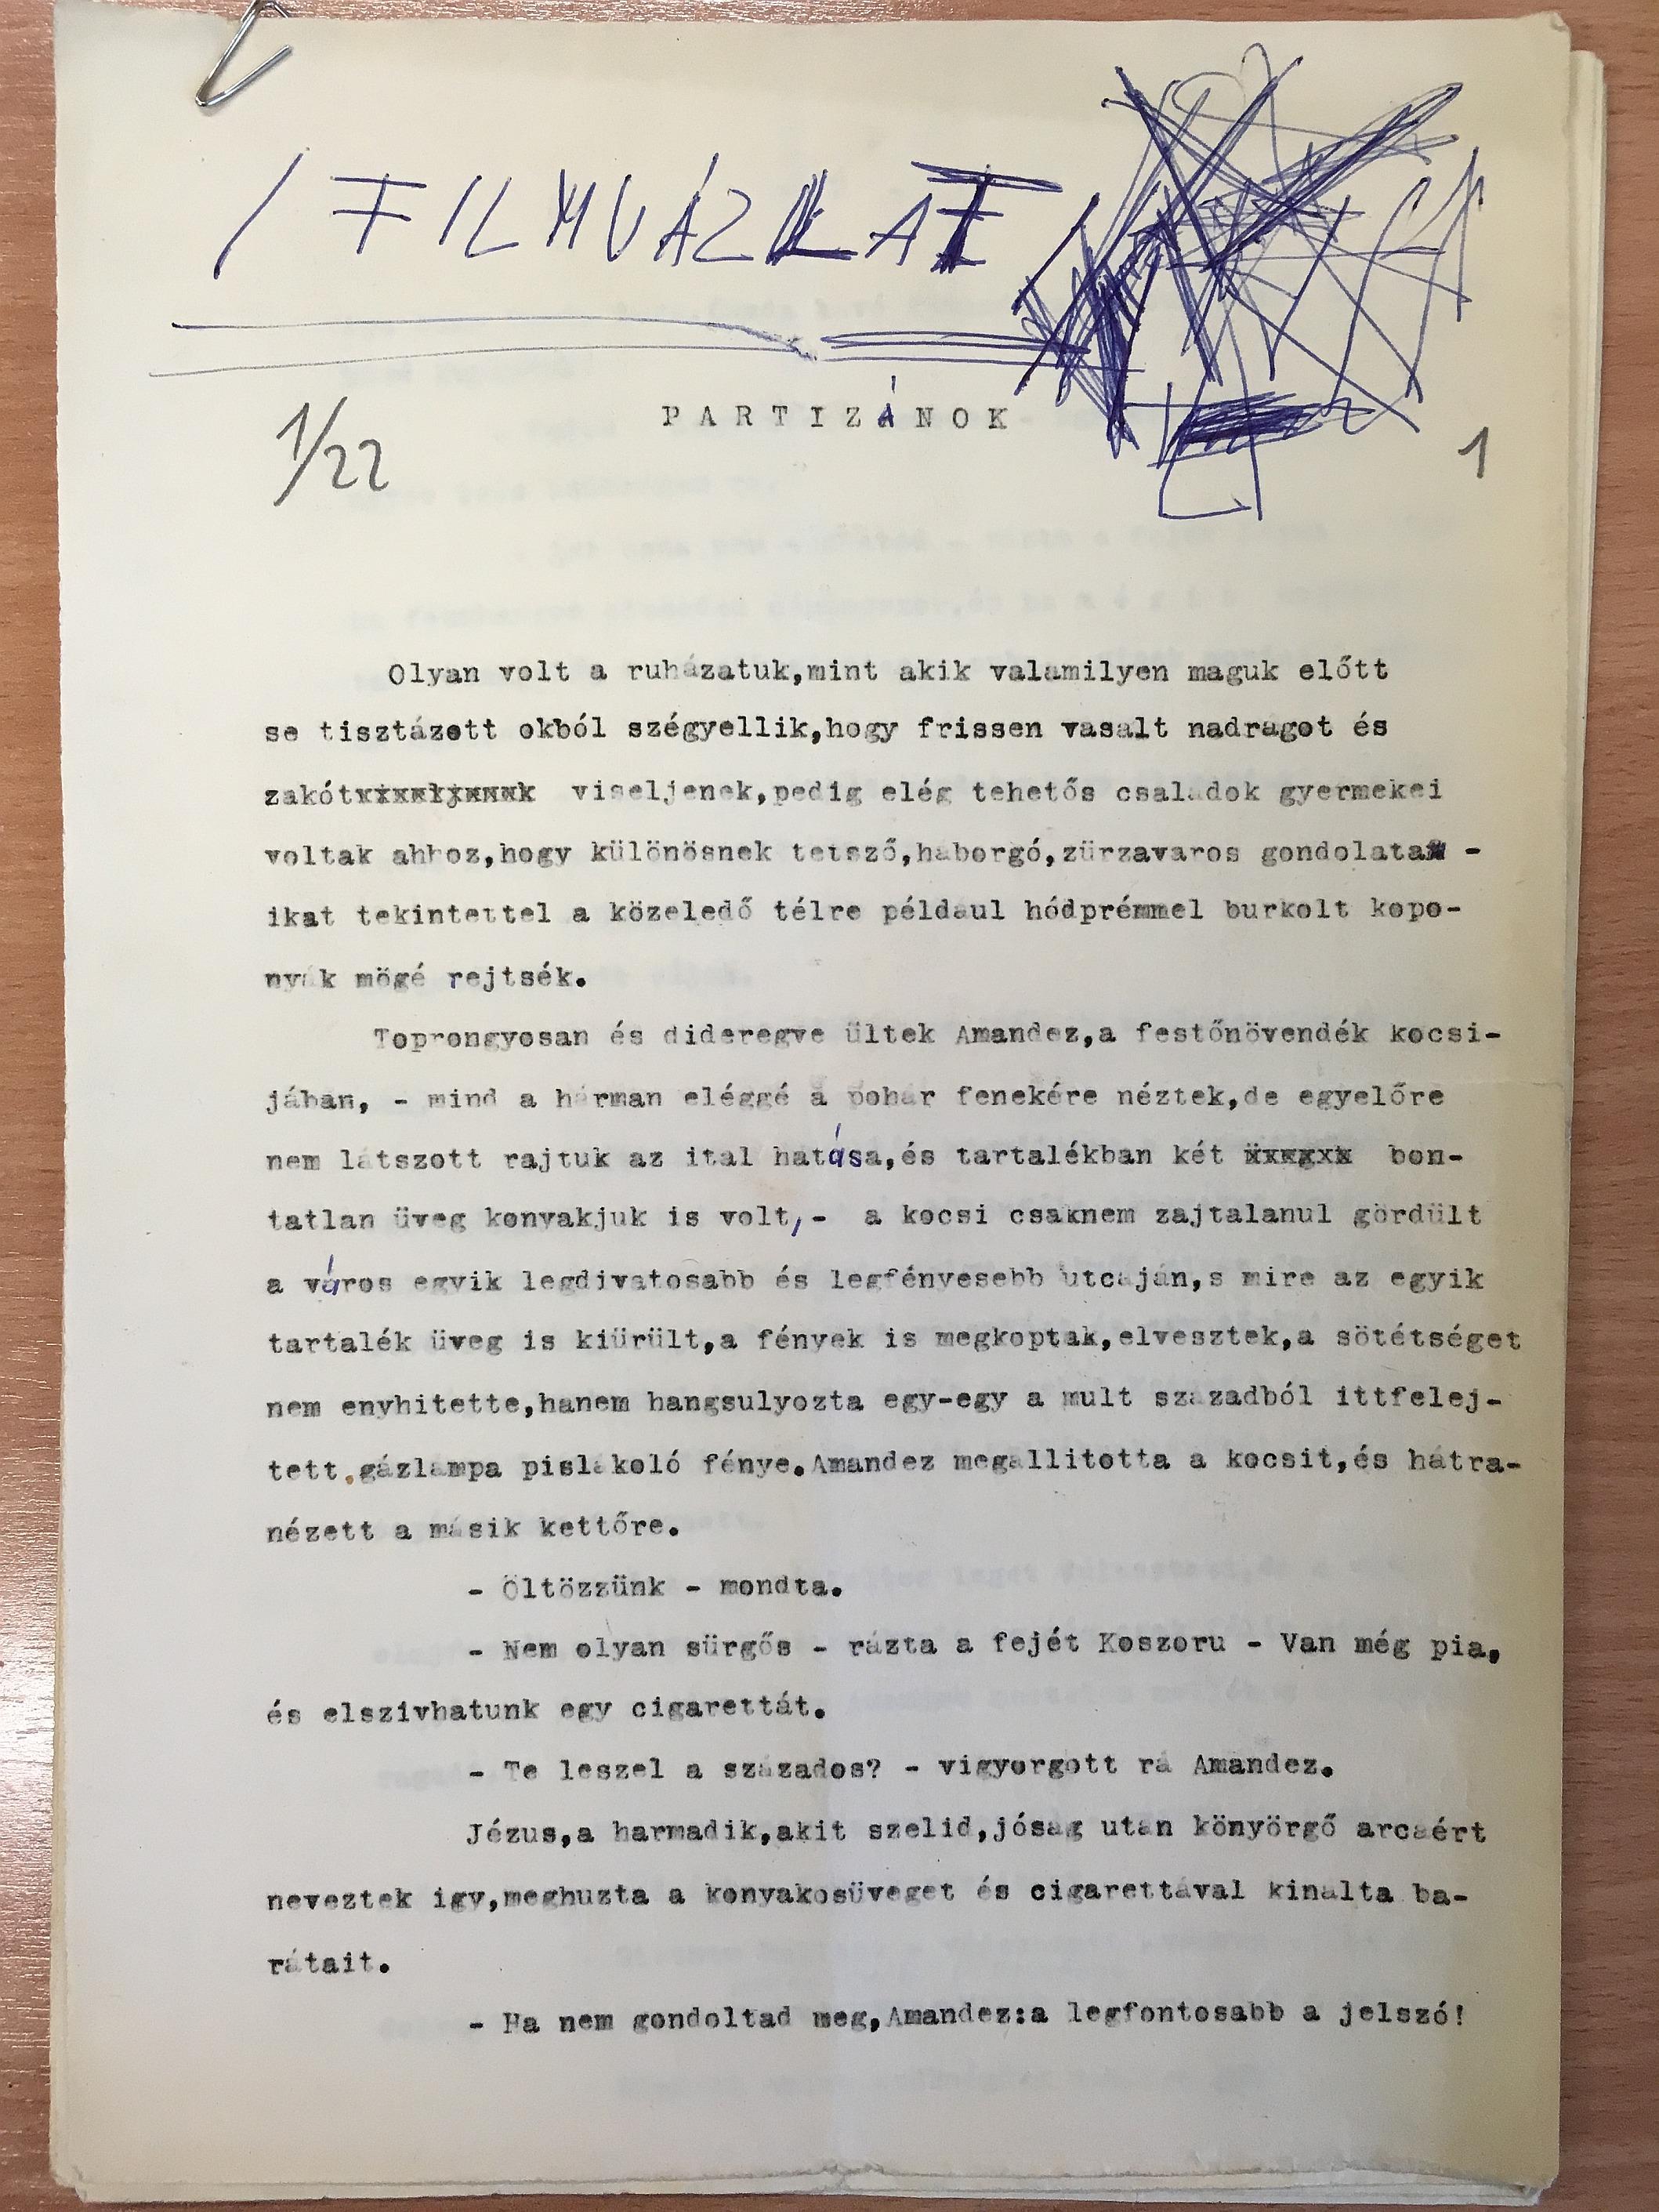 / FILMVÁZLAT /
PARTIZÁNOK
1/22
1
Olyan volt a ruházatuk,mint akik valamilyen maguk előtt
se tisztázott okból szégyellik,hogy frissen vasalt nadrágot és
zakót viseljenek,pedig elég tehetős családok gyermekei
voltak ahhoz,hogy különösnek tetsző,háborgó,zürzavaros gondolata -
ikat tekintettel a közeledő télre például hódprémmel burkolt kopo-
nyák mögé rejtsék.
Toprongyosan és dideregve ültek Amandez,a festőnövendék kocsi-
jában, - mind a hárman eléggé a pohár fenekére néztek,de egyelőre
nem látszott rajtuk az ital hatása,és tartalékban két bon-
tatlan üveg konyakjuk is volt,- a kocsi csaknem zajtalanul gördült
a város egyik legdivatosabb és legfényesebb utcáján,s mire az egyik
tartalék üveg is kiürült,a fények is megkoptak,elvesztek,a sötétséget
nem enyhitette,hanem hangsulyozta egy-egy a mult századból ittfelej-
tett gázlámpa pislákoló fénye.Amandez megállitotta a kocsit,és hátra-
nézett a másik kettőre.
- Öltözzünk - mondta.
- Nem olyan sürgős - rázta a fejét Koszoru - Van még pia,
és elszivhatunk egy cigarettát.
- Te leszel a százados? - vigyorgott rá Amandez.
Jézus,a harmadik,akit szelid,jóság után könyörgő arcáért
neveztek igy,meghuzta a konyakosüveget és cigarettával kinálta ba-
rátait.
- Ha nem gondoltad meg,Amandez:a legfontosabb a jelszó!